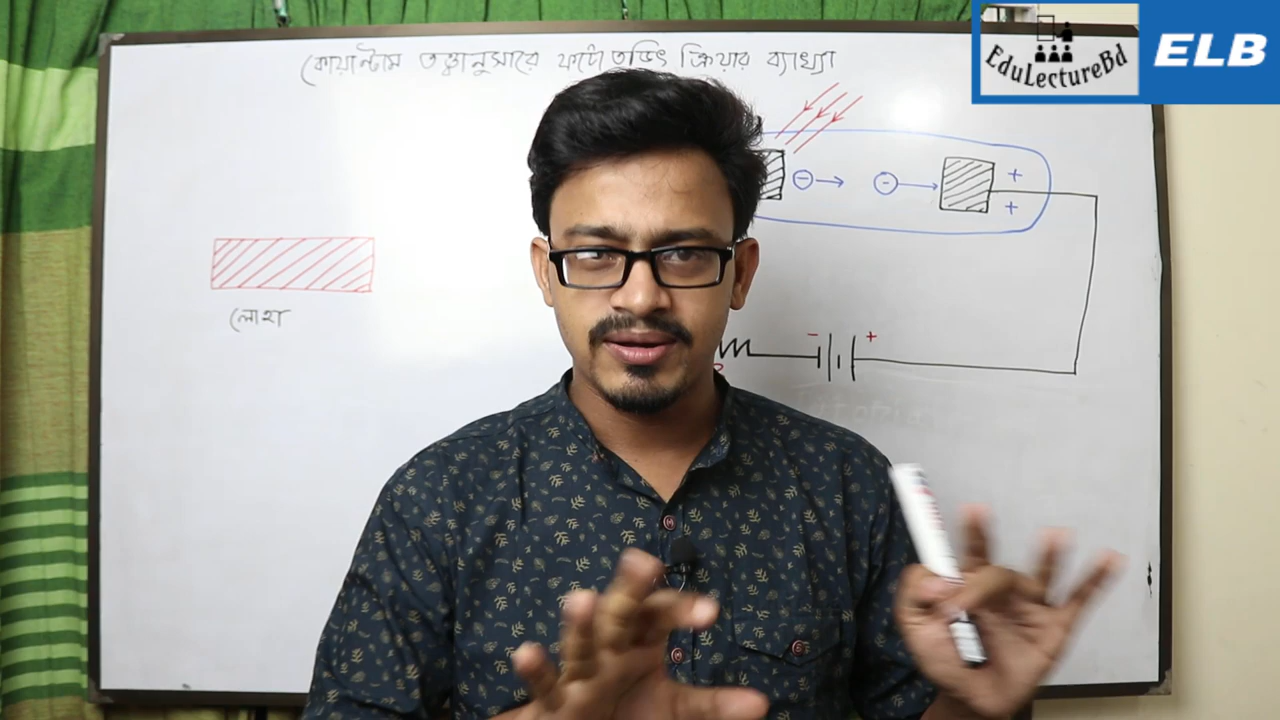 কোয়ান্টাম তত্ত্বানুসারে ফটো তড়িৎ ক্রিয়ার ব্যাখ্যা
EduLectureBd
ELB
+
- -
+
লোহা
- +